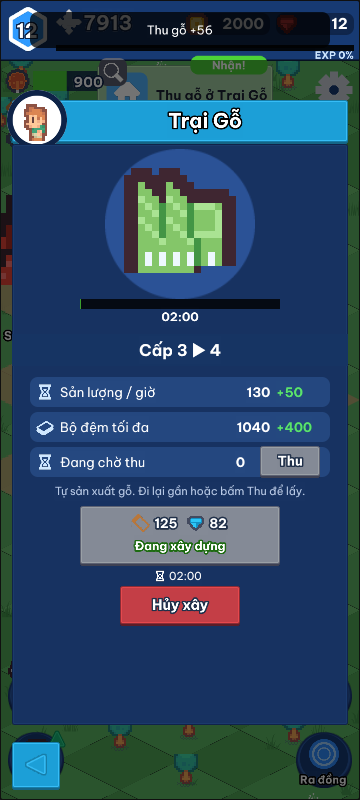 12 7913 2000 12
Thu gỗ +56
EXP 0%
Nhận!
900
Thu gỗ ở Trại Gỗ
Trại Gỗ
02:00
Cấp 3 ▶ 4
Sản lượng / giờ 130 +50
Bộ đệm tối đa 1040 +400
Đang chờ thu 0 Thu
Tự sản xuất gỗ. Đi lại gần hoặc bấm Thu để lấy.
125 82
Đang xây dựng
02:00
Hủy xây
Ra đồng